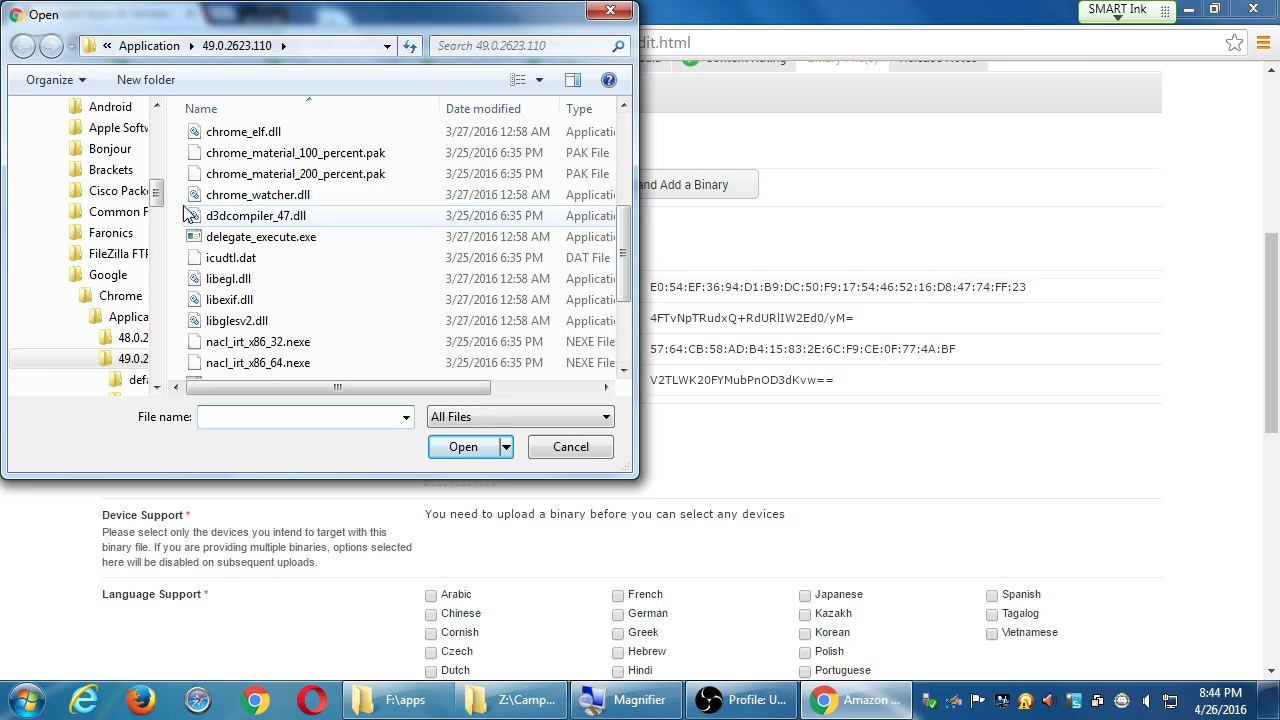 Open
SMART Ink
« Application 49.0.2623.110
Search 49.0.2623.110
dit.html
Organize
New folder
Content Rating
Binary File(s)
Release Notes
Name
Date modified
Type
Android
Apple Softw
Bonjour
Brackets
Cisco Pack
Common F
Faronics
FileZilla FTP
Google
Chrome
Applica
48.0.2
49.0.2
defa
chrome_elf.dll 3/27/2016 12:58 AM Applicatio
chrome_material_100_percent.pak 3/25/2016 6:35 PM PAK File
chrome_material_200_percent.pak 3/25/2016 6:35 PM PAK File
chrome_watcher.dll 3/27/2016 12:58 AM Applicatio
d3dcompiler_47.dll 3/25/2016 6:35 PM Applicatio
delegate_execute.exe 3/27/2016 12:58 AM Applicatio
icudtl.dat 3/25/2016 6:35 PM DAT File
libegl.dll 3/27/2016 12:58 AM Applicatio
libexif.dll 3/27/2016 12:58 AM Applicatio
libglesv2.dll 3/27/2016 12:58 AM Applicatio
nacl_irt_x86_32.nexe 3/25/2016 6:35 PM NEXE File
nacl_irt_x86_64.nexe 3/25/2016 6:35 PM NEXE File
File name:
All Files
Open
Cancel
and Add a Binary
E0:54:EF:36:94:D1:B9:DC:50:F9:17:54:46:52:16:D8:47:74:FF:23
4FTvNpTRudxQ+RdURlIW2Ed0/yM=
57:64:CB:58:AD:B4:15:83:2E:6C:F9:CE:0F:77:4A:BF
V2TLWK20FYMubPnOD3dKvw==
Device Support *
Please select only the devices you intend to target with this
binary file. If you are providing multiple binaries, options selected
here will be disabled on subsequent uploads.
You need to upload a binary before you can select any devices
Language Support *
Arabic French Japanese Spanish
Chinese German Kazakh Tagalog
Cornish Greek Korean Vietnamese
Czech Hebrew Polish
Dutch Hindi Portuguese
F:\apps
Z:\Camp...
Magnifier
Profile: U...
Amazon ...
8:44 PM
4/26/2016